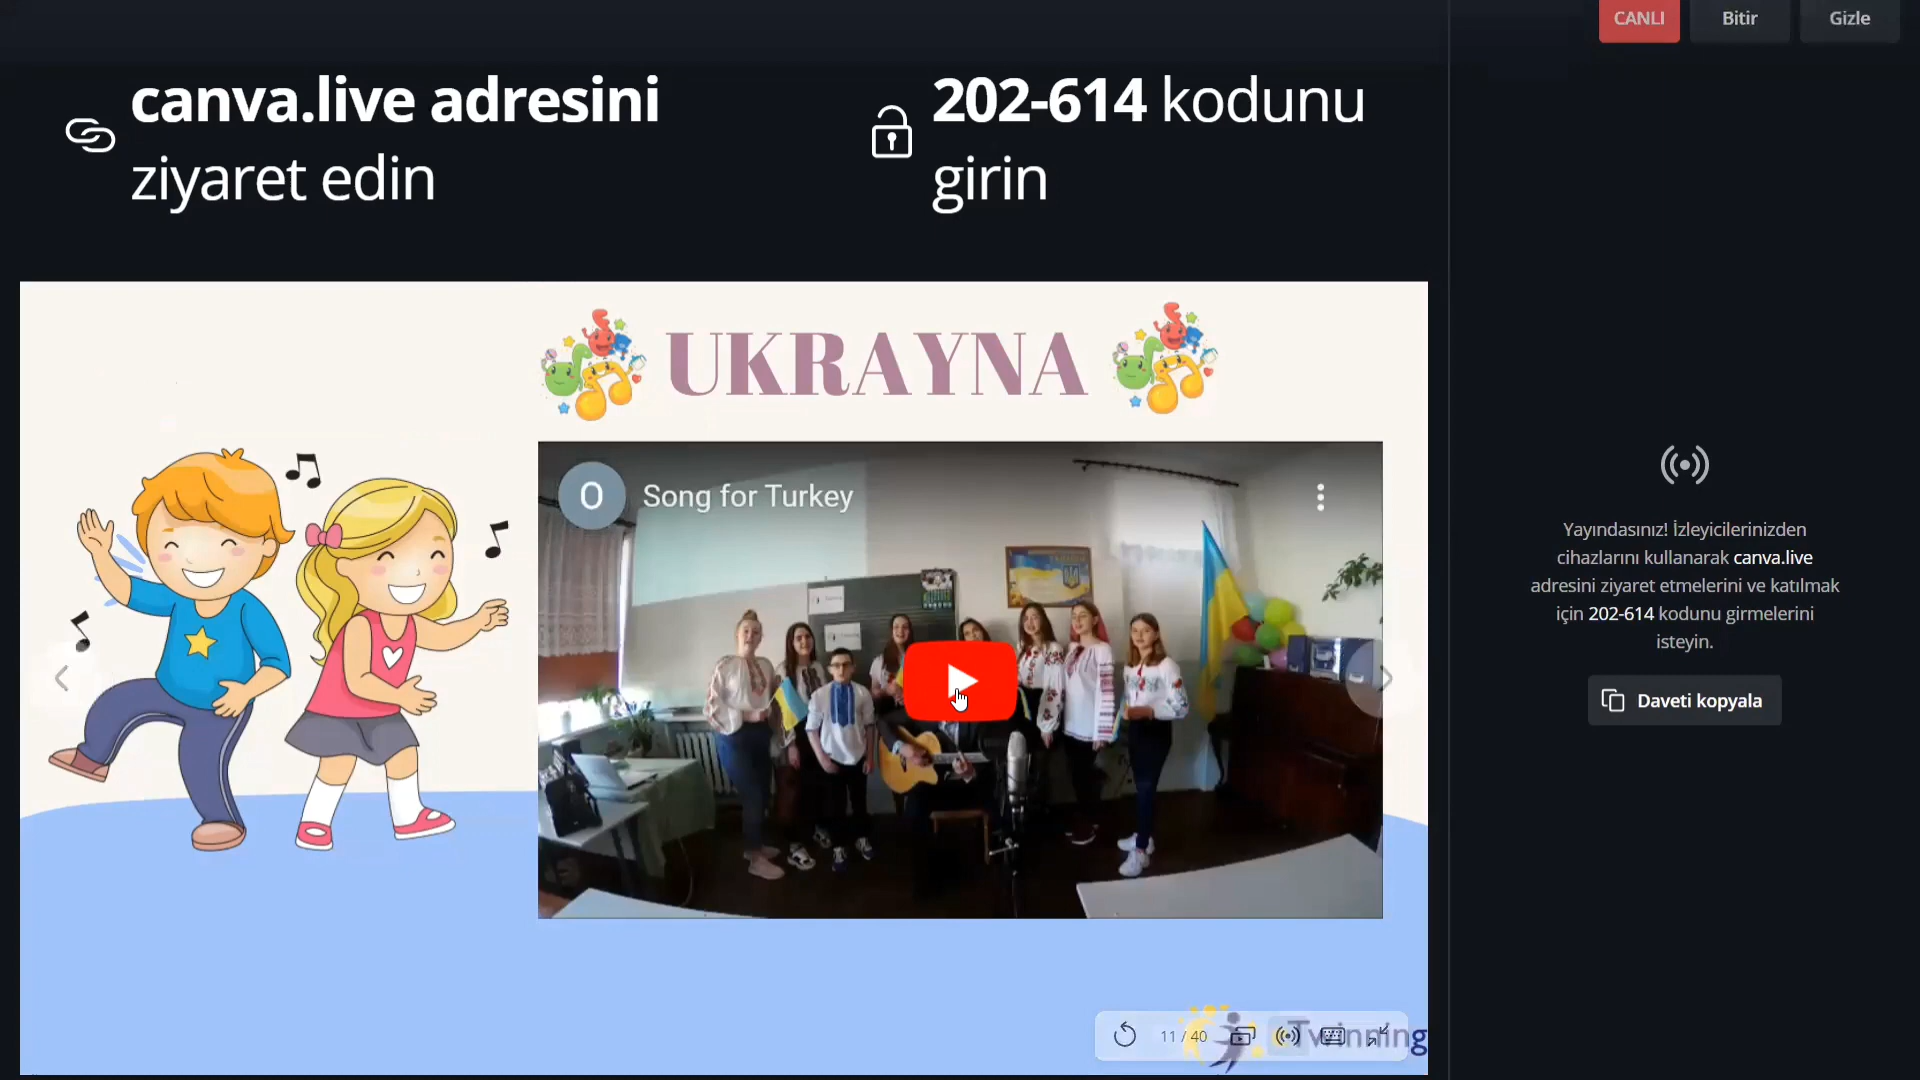 CANLI
Bitir
Gizle
canva.live adresini
ziyaret edin
202-614 kodunu
girin
UKRAYNA
O
Song for Turkey
Yayındasınız! İzleyicilerinizden
cihazlarını kullanarak canva.live
adresini ziyaret etmelerini ve katılmak
için 202-614 kodunu girmelerini
isteyin.
Daveti kopyala
11 / 40
eTwinning